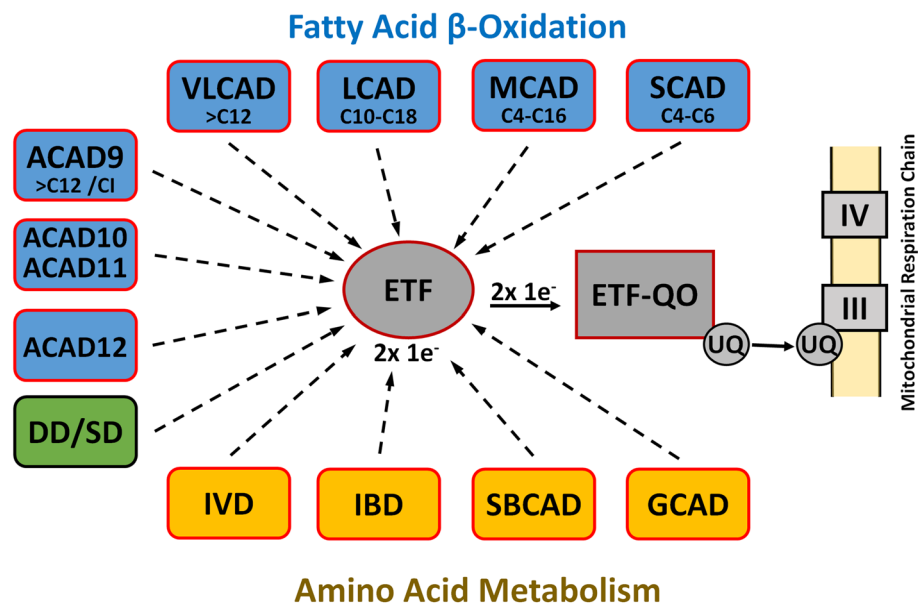 Fatty Acid β-Oxidation
VLCAD
>C12
LCAD
C10-C18
MCAD
C4-C16
SCAD
C4-C6
ACAD9
>C12 /CI
ACAD10
ACAD11
ACAD12
DD/SD
ETF
2x 1e⁻
2x 1e⁻
ETF-QO
UQ
UQ
IV
III
Mitochondrial Respiration Chain
IVD
IBD
SBCAD
GCAD
Amino Acid Metabolism